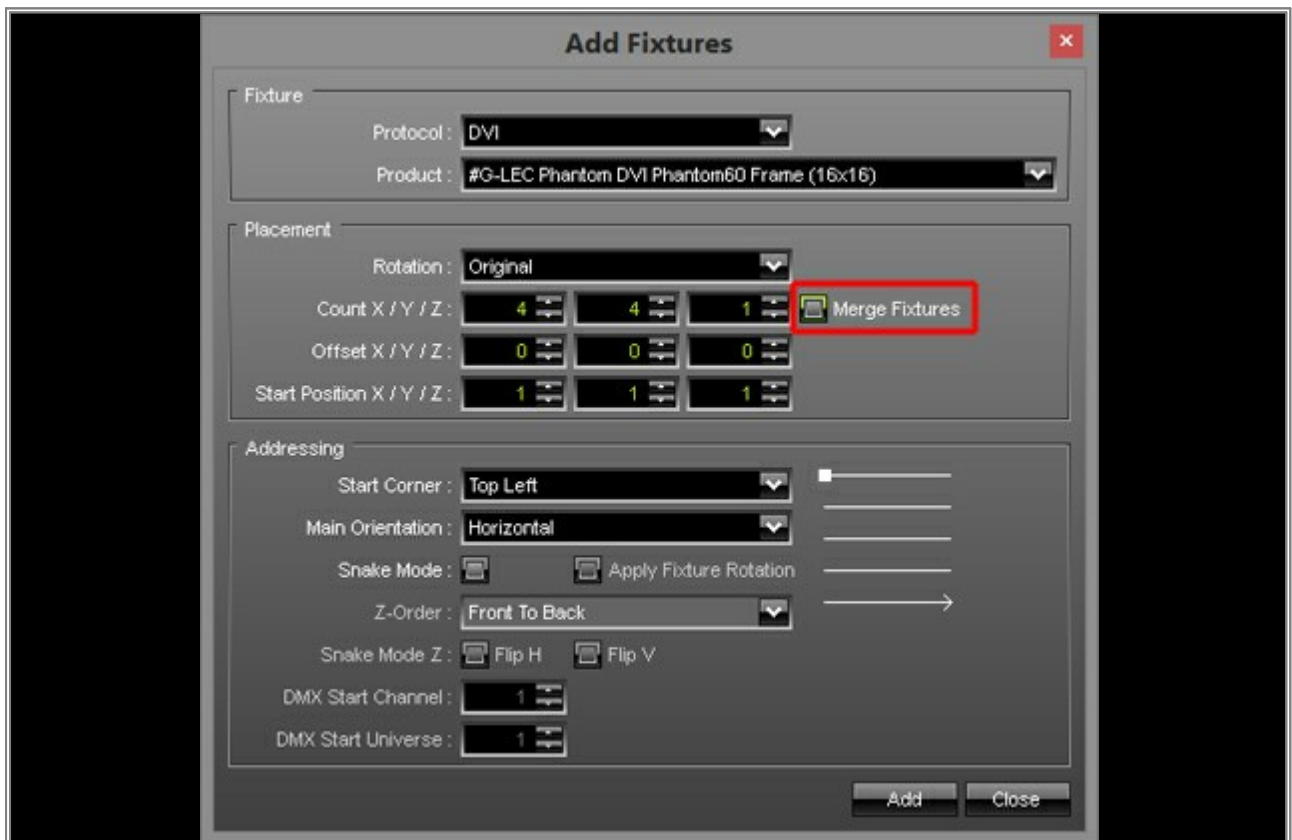 Add Fixtures
Fixture
Protocol : DVI
Product : #G-LEC Phantom DVI Phantom60 Frame (16x16)
Placement
Rotation : Original
Count X / Y / Z : 4 4 1 Merge Fixtures
Offset X / Y / Z : 0 0 0
Start Position X / Y / Z : 1 1 1
Addressing
Start Corner : Top Left
Main Orientation : Horizontal
Snake Mode : Apply Fixture Rotation
Z-Order : Front To Back
Snake Mode Z : Flip H Flip V
DMX Start Channel : 1
DMX Start Universe : 1
Add Close